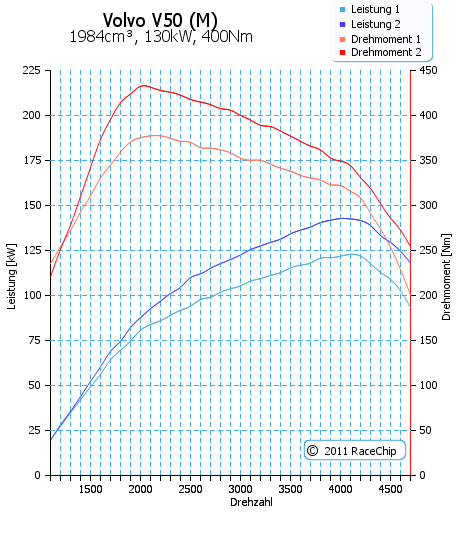 Volvo V50 (M)
1984cm³, 130kW, 400Nm
Leistung 1
Leistung 2
Drehmoment 1
Drehmoment 2
225
200
175
150
125
100
75
50
25
0
Leistung [kW]
450
400
350
300
250
200
150
100
50
0
Drehmoment [Nm]
© 2011 RaceChip
1500 2000 2500 3000 3500 4000 4500
Drehzahl